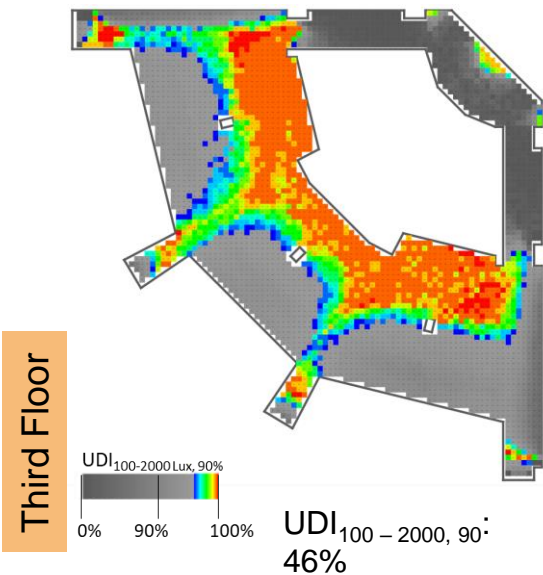 Third Floor
UDI100-2000 Lux, 90%
0% 90% 100%
UDI100 – 2000, 90:
46%